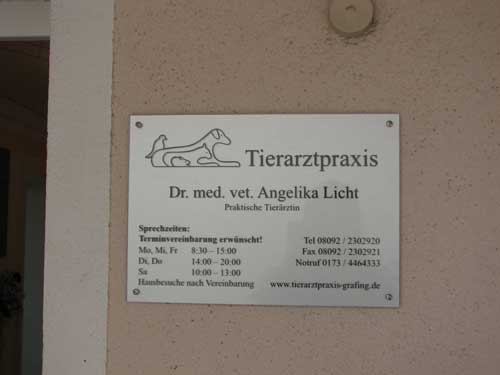 Tierarztpraxis
Dr. med. vet. Angelika Licht
Praktische Tierärztin
Sprechzeiten:
Terminvereinbarung erwünscht!
Mo, Mi, Fr 8:30 – 15:00
Di, Do 14:00 – 20:00
Sa 10:00 – 13:00
Hausbesuche nach Vereinbarung
Tel 08092 / 2302920
Fax 08092 / 2302921
Notruf 0173 / 4464333
www.tierarztpraxis-grafing.de